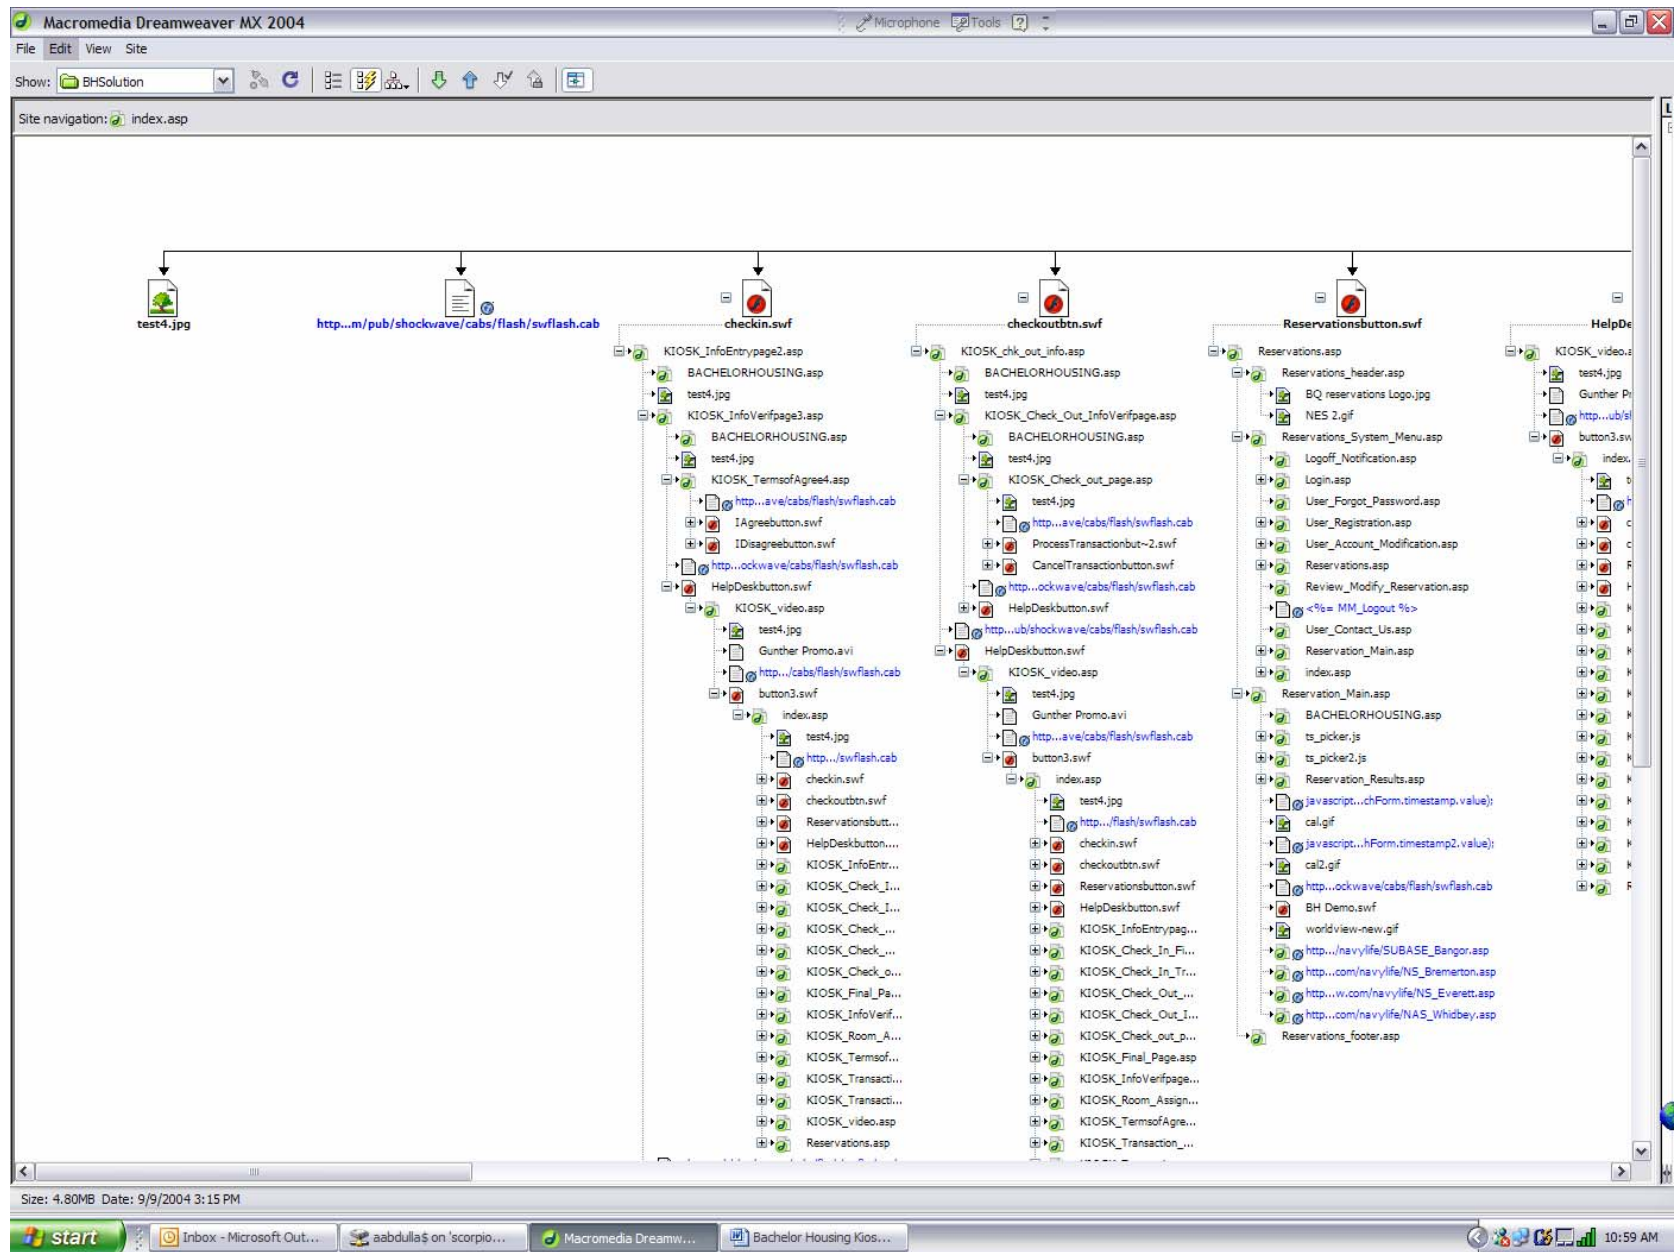 Macromedia Dreamweaver MX 2004
Microphone Tools
File Edit View Site
Show: BHSolution
Site navigation: index.asp
test4.jpg
http...m/pub/shockwave/cabs/flash/swflash.cab
checkin.swf
KIOSK_InfoEntrypage2.asp
BACHELORHOUSING.asp
test4.jpg
KIOSK_InfoVerifpage3.asp
BACHELORHOUSING.asp
test4.jpg
KIOSK_TermsofAgree4.asp
http...ave/cabs/flash/swflash.cab
IAgreebutton.swf
IDisagreebutton.swf
http...ockwave/cabs/flash/swflash.cab
HelpDeskbutton.swf
KIOSK_video.asp
test4.jpg
Gunther Promo.avi
http.../cabs/flash/swflash.cab
button3.swf
index.asp
test4.jpg
http.../swflash.cab
checkin.swf
checkoutbtn.swf
Reservationsbutt...
HelpDeskbutton....
KIOSK_InfoEntr...
KIOSK_Check_I...
KIOSK_Check_I...
KIOSK_Check_...
KIOSK_Check_...
KIOSK_Check_o...
KIOSK_Final_Pa...
KIOSK_InfoVerif...
KIOSK_Room_A...
KIOSK_Termsof...
KIOSK_Transacti...
KIOSK_Transacti...
KIOSK_video.asp
Reservations.asp
checkoutbtn.swf
KIOSK_chk_out_info.asp
BACHELORHOUSING.asp
test4.jpg
KIOSK_Check_Out_InfoVerifpage.asp
BACHELORHOUSING.asp
test4.jpg
KIOSK_Check_out_page.asp
test4.jpg
http...ave/cabs/flash/swflash.cab
ProcessTransactionbut~2.swf
CancelTransactionbutton.swf
http...ockwave/cabs/flash/swflash.cab
HelpDeskbutton.swf
http...ub/shockwave/cabs/flash/swflash.cab
HelpDeskbutton.swf
KIOSK_video.asp
test4.jpg
Gunther Promo.avi
http...ave/cabs/flash/swflash.cab
button3.swf
index.asp
test4.jpg
http.../flash/swflash.cab
checkin.swf
checkoutbtn.swf
Reservationsbutton.swf
HelpDeskbutton.swf
KIOSK_InfoEntrypag...
KIOSK_Check_In_Fi...
KIOSK_Check_In_Tr...
KIOSK_Check_Out_...
KIOSK_Check_Out_I...
KIOSK_Check_out_p...
KIOSK_Final_Page.asp
KIOSK_InfoVerifpage...
KIOSK_Room_Assign...
KIOSK_TermsofAgre...
KIOSK_Transaction_...
Reservationsbutton.swf
Reservations.asp
Reservations_header.asp
BQ reservations Logo.jpg
NES 2.gif
Reservations_System_Menu.asp
Logoff_Notification.asp
Login.asp
User_Forgot_Password.asp
User_Registration.asp
User_Account_Modification.asp
Reservations.asp
Review_Modify_Reservation.asp
<%= MM_Logout %>
User_Contact_Us.asp
Reservation_Main.asp
index.asp
Reservation_Main.asp
BACHELORHOUSING.asp
ts_picker.js
ts_picker2.js
Reservation_Results.asp
javascript...chForm.timestamp.value);
cal.gif
javascript...hForm.timestamp2.value);
cal2.gif
http...ockwave/cabs/flash/swflash.cab
BH Demo.swf
worldview-new.gif
http.../navylife/SUBASE_Bangor.asp
http...com/navylife/NS_Bremerton.asp
http...w.com/navylife/NS_Everett.asp
http...com/navylife/NAS_Whidbey.asp
Reservations_footer.asp
HelpDe
KIOSK_video.a
test4.jpg
Gunther Pr
http...ub/s
button3.sw
index.
Size: 4.80MB Date: 9/9/2004 3:15 PM
start Inbox - Microsoft Out... aabdulla$ on 'scorpio... Macromedia Dreamw... Bachelor Housing Kios... 10:59 AM